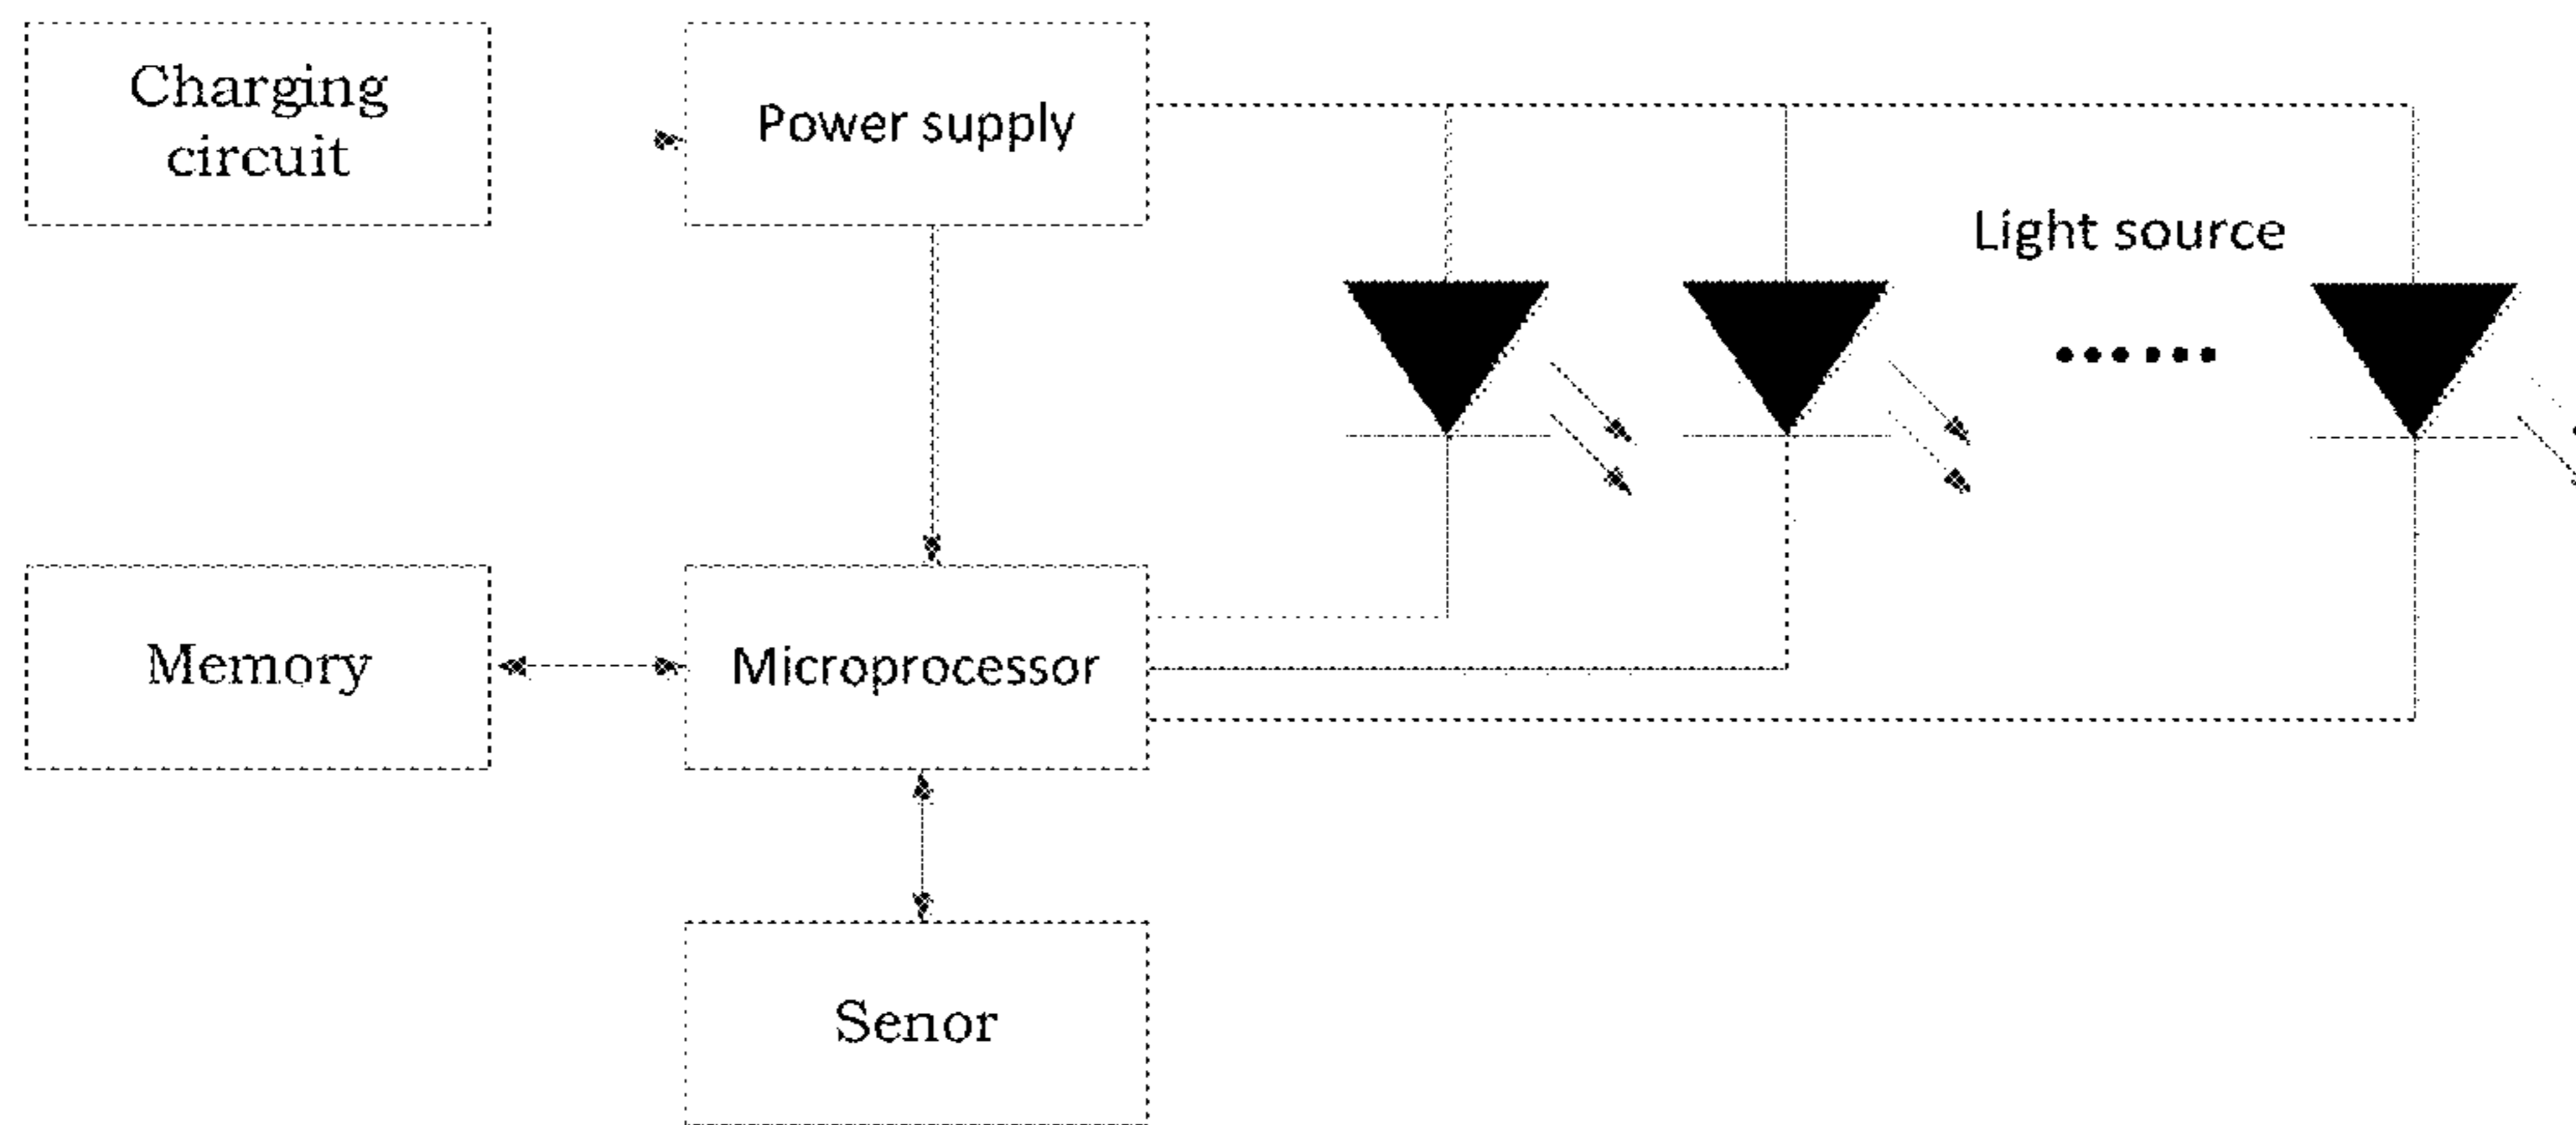 Charging
circuit
Power supply
Light source
Memory
Microprocessor
Senor